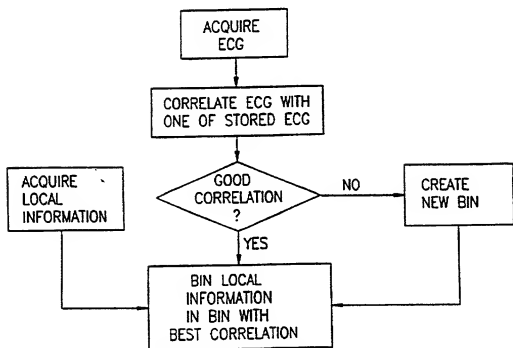 ACQUIRE
ECG
CORRELATE ECG WITH
ONE OF STORED ECG
ACQUIRE
LOCAL
INFORMATION
GOOD
CORRELATION
?
NO
CREATE
NEW BIN
YES
BIN LOCAL
INFORMATION
IN BIN WITH
BEST CORRELATION